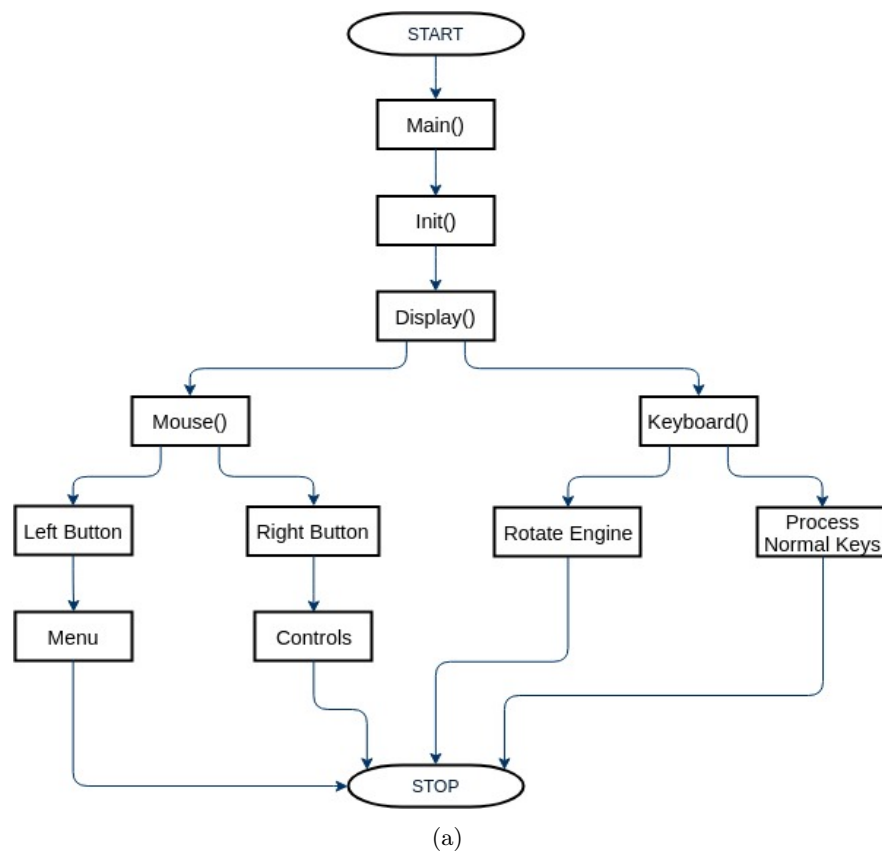 START
Main()
Init()
Display()
Mouse()
Keyboard()
Left Button
Right Button
Rotate Engine
Process
Normal Keys
Menu
Controls
STOP
(a)